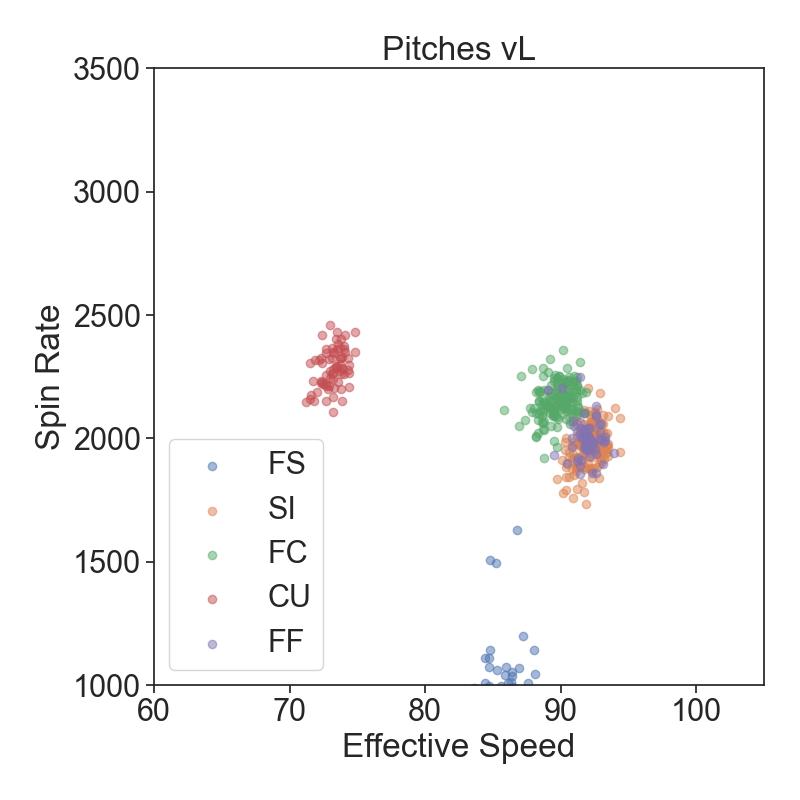 Pitches vL
3500
3000
2500
2000
1500
1000
Spin Rate
FS
SI
FC
CU
FF
60 70 80 90 100
Effective Speed